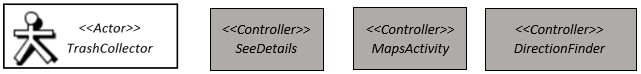 <<Actor>>
TrashCollector
<<Controller>>
SeeDetails
<<Controller>>
MapsActivity
<<Controller>>
DirectionFinder